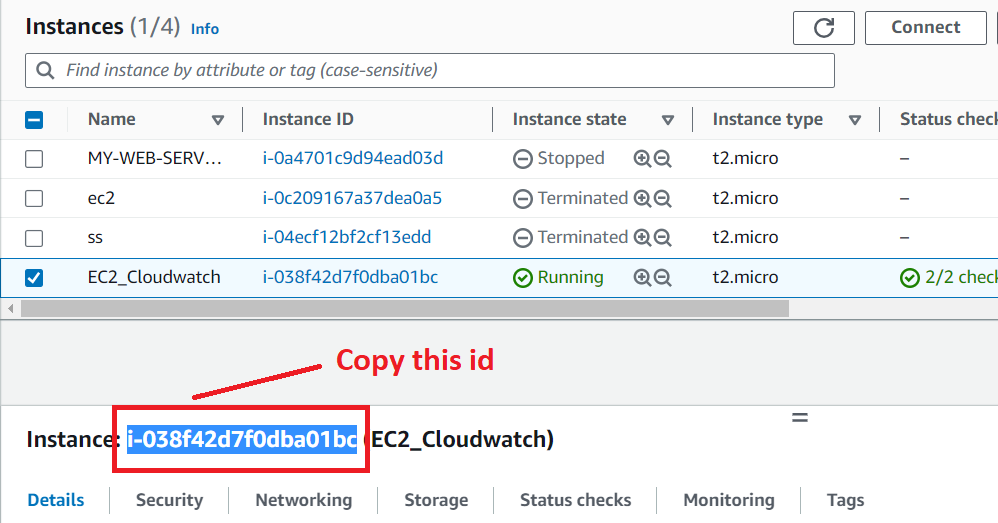 Instances (1/4) Info
Connect
Find instance by attribute or tag (case-sensitive)
Name Instance ID Instance state Instance type Status check
MY-WEB-SERV... i-0a4701c9d94ead03d Stopped t2.micro –
ec2 i-0c209167a37dea0a5 Terminated t2.micro –
ss i-04ecf12bf2cf13edd Terminated t2.micro –
EC2_Cloudwatch i-038f42d7f0dba01bc Running t2.micro 2/2 check
Copy this id
Instance: i-038f42d7f0dba01bc (EC2_Cloudwatch)
Details Security Networking Storage Status checks Monitoring Tags